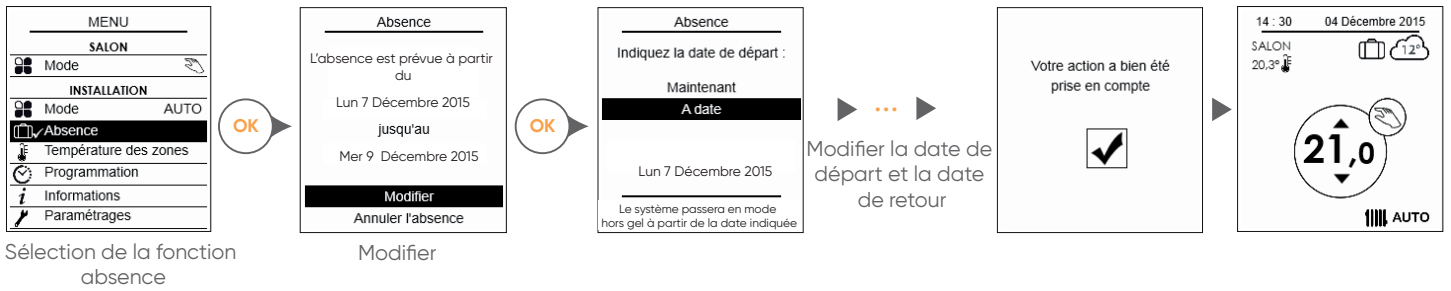 MENU
SALON
Mode
INSTALLATION
Mode AUTO
Absence
Température des zones
Programmation
i Informations
Paramétrages
Sélection de la fonction
absence
OK
Absence
L'absence est prévue à partir
du
Lun 7 Décembre 2015
jusqu'au
Mer 9 Décembre 2015
Modifier
Annuler l'absence
Modifier
OK
Absence
Indiquez la date de départ :
Maintenant
A date
Lun 7 Décembre 2015
Le système passera en mode
hors gel à partir de la date indiquée
...
Modifier la date de
départ et la date
de retour
Votre action a bien été
prise en compte
14 : 30 04 Décembre 2015
SALON
20,3°
12°
21,0
AUTO